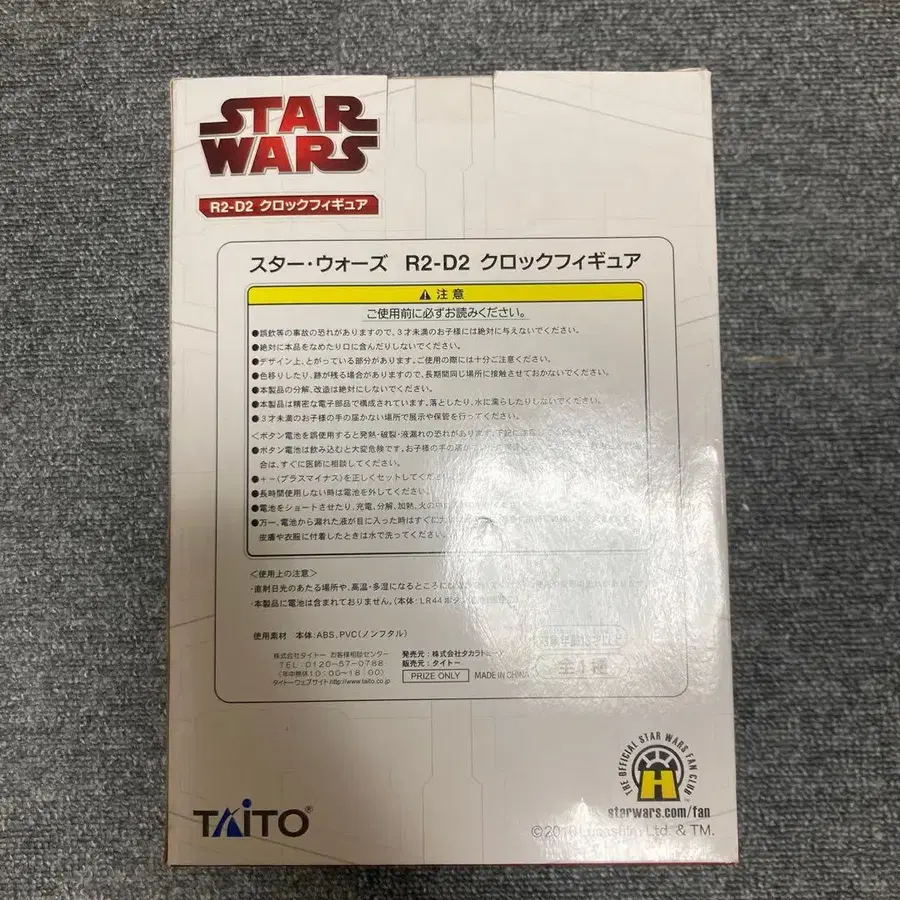 STAR
WARS
R2-D2 クロックフィギュア
スター・ウォーズ R2-D2 クロックフィギュア
⚠ 注意
ご使用前に必ずお読みください。
●誤飲等の事故の恐れがありますので、3才未満のお子様には絶対に与えないでください。
●絶対に本品をなめたり口に含んだりしないでください。
●デザイン上、とがっている部分があります。ご使用の際には十分ご注意ください。
●色移りしたり、跡が残る場合がありますので、長期間同じ場所に接触させておかないでください。
●本製品の分解、改造は絶対にしないでください。
●本製品は精密な電子部品で構成されています。落としたり、水に濡らしたりしないでください。
●3才未満のお子様の手の届かない場所で展示や保管を行ってください。
<ボタン電池を誤使用すると発熱・破裂・液漏れの恐れがあります。下記に注意
●ボタン電池は飲み込むと大変危険です。お子様の手の届か
合は、すぐに医師に相談してください。
●+-(プラスマイナス)を正しくセットしてくだ
●長時間使用しない時は電池を外してください。
●電池をショートさせたり、充電、分解、加熱、火の中
●万一、電池から漏れた液が目に入った時はすぐに大
皮膚や衣服に付着したときは水で洗ってください。
<使用上の注意>
・直射日光のあたる場所や、高温・多湿になるところに
・本製品に電池は含まれておりません。(本体:LR44ボタン
使用素材 本体:ABS、PVC(ノンフタル)
株式会社タイトー お客様相談センター
TEL:0120-57-0788
(年中無休10:00~18:00)
タイトーウェブサイト http://www.taito.co.jp
発売元:株式会社タカラト
販売元:タイトー
PRIZE ONLY MADE IN CHINA
全1種
THE OFFICIAL STAR WARS FAN CLUB
H
starwars.com/fan
TAITO®
©2010 Lucasfilm Ltd. & TM.